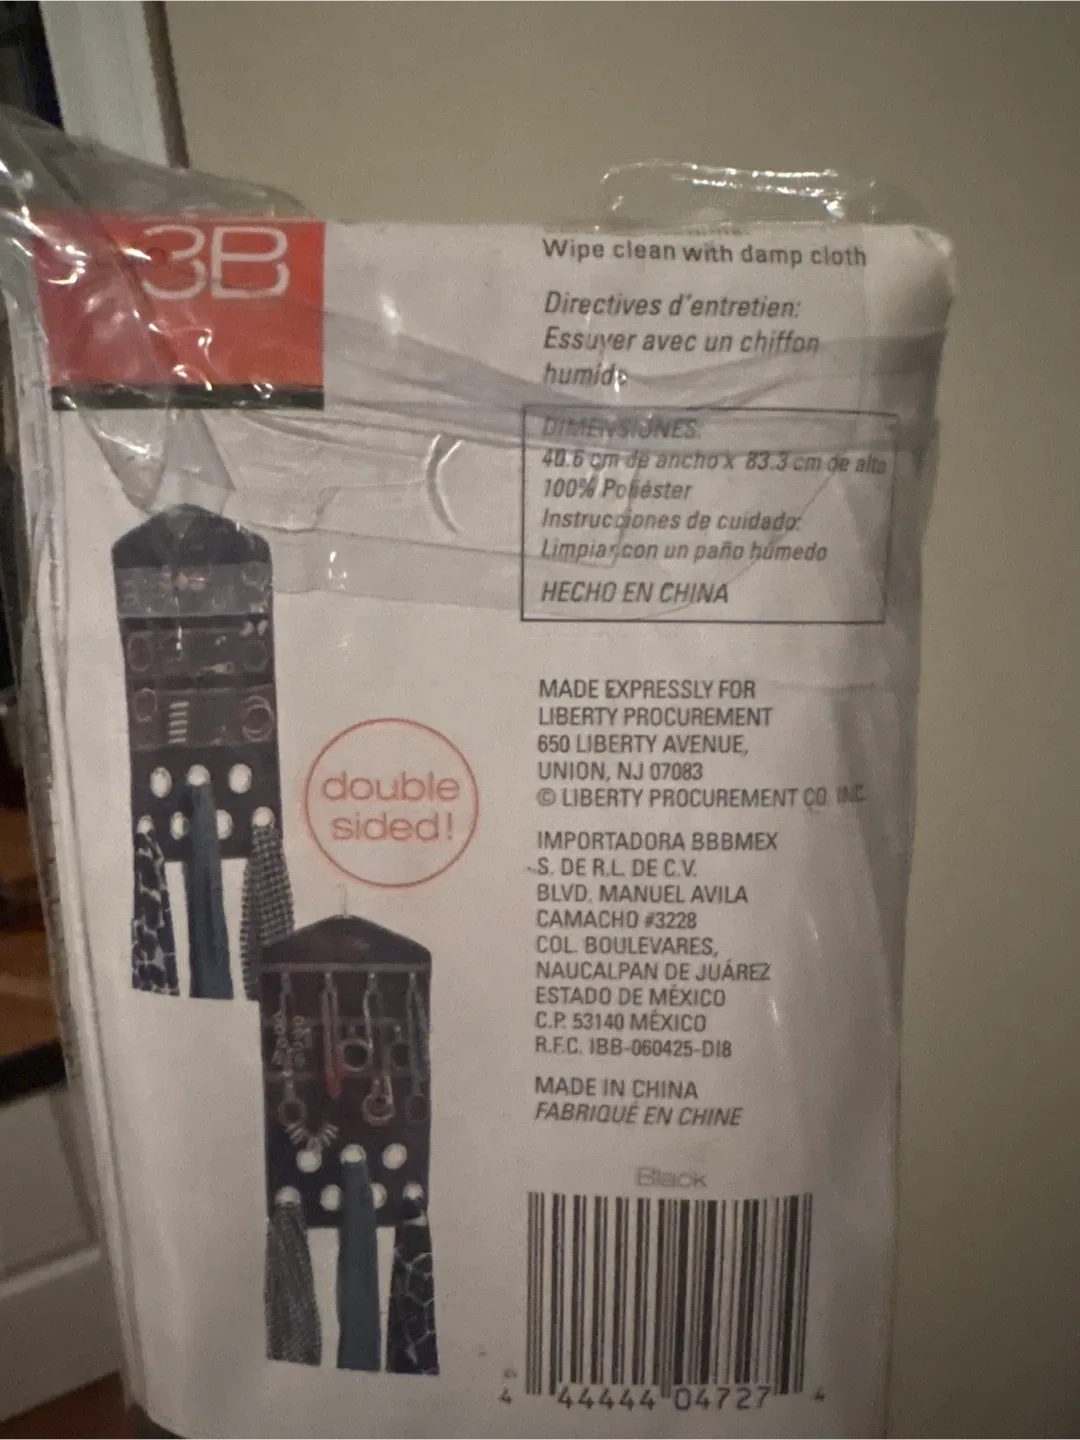 3B
Wipe clean with damp cloth
Directives d'entretien:
Essuyer avec un chiffon
humide
DIMENSIONES:
40.6 cm de ancho x 83.3 cm de alto
100% Poliéster
Instrucciones de cuidado:
Limpiar con un paño húmedo
HECHO EN CHINA
double
sided!
MADE EXPRESSLY FOR
LIBERTY PROCUREMENT
650 LIBERTY AVENUE,
UNION, NJ 07083
© LIBERTY PROCUREMENT CO. INC.
IMPORTADORA BBBMEX
S. DE R.L. DE C.V.
BLVD. MANUEL AVILA
CAMACHO #3228
COL. BOULEVARES,
NAUCALPAN DE JUÁREZ
ESTADO DE MÉXICO
C.P. 53140 MÉXICO
R.F.C. IBB-060425-DI8
MADE IN CHINA
FABRIQUÉ EN CHINE
Black
4 44444 04727 4